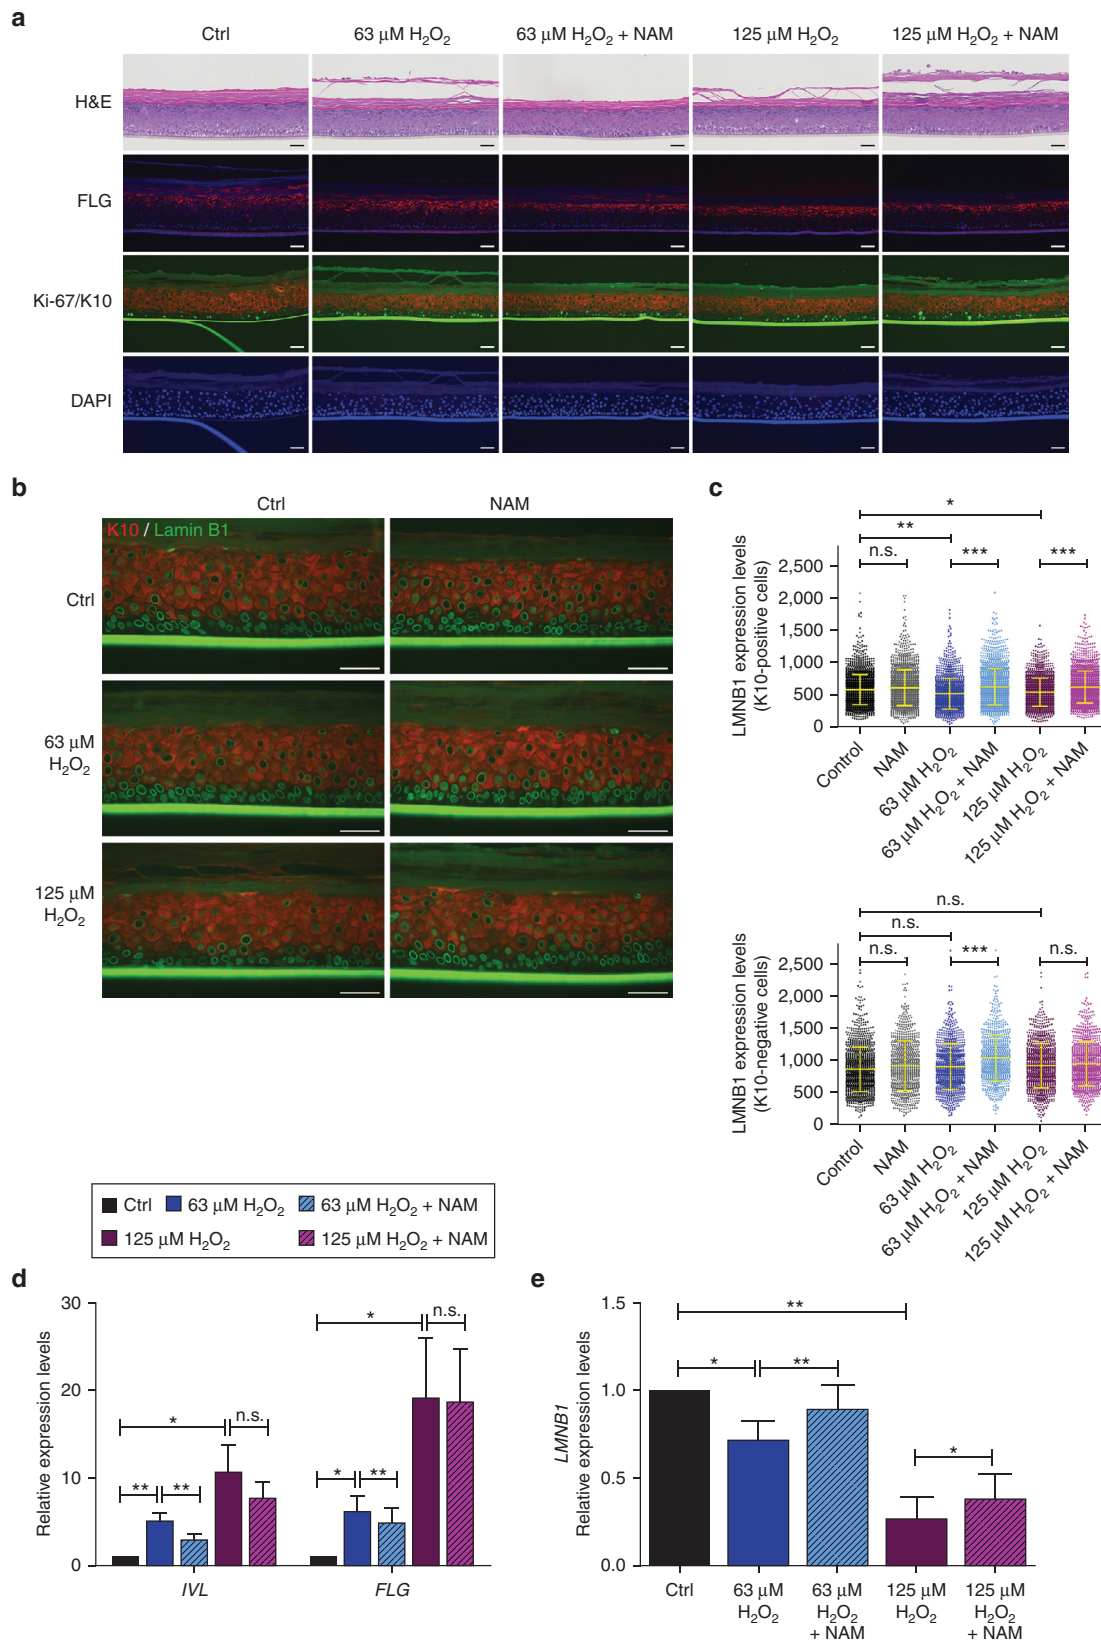 a
Ctrl
63 μM H₂O₂
63 μM H₂O₂ + NAM
125 μM H₂O₂
125 μM H₂O₂ + NAM
H&E
FLG
Ki-67/K10
DAPI
b
Ctrl
NAM
K10 / Lamin B1
Ctrl
63 μM
H₂O₂
125 μM
H₂O₂
c
*
**
n.s.
***
***
LMNB1 expression levels
(K10-positive cells)
2,500
2,000
1,500
1,000
500
0
Control
NAM
63 μM H₂O₂
63 μM H₂O₂ + NAM
125 μM H₂O₂
125 μM H₂O₂ + NAM
n.s.
n.s.
n.s.
***
n.s.
LMNB1 expression levels
(K10-negative cells)
2,500
2,000
1,500
1,000
500
0
Control
NAM
63 μM H₂O₂
63 μM H₂O₂ + NAM
125 μM H₂O₂
125 μM H₂O₂ + NAM
Ctrl
63 μM H₂O₂
63 μM H₂O₂ + NAM
125 μM H₂O₂
125 μM H₂O₂ + NAM
d
Relative expression levels
30
20
10
0
**
**
*
n.s.
*
**
*
n.s.
IVL
FLG
e
LMNB1
Relative expression levels
1.5
1.0
0.5
0.0
**
*
**
*
Ctrl
63 μM
H₂O₂
63 μM
H₂O₂
+ NAM
125 μM
H₂O₂
125 μM
H₂O₂
+ NAM